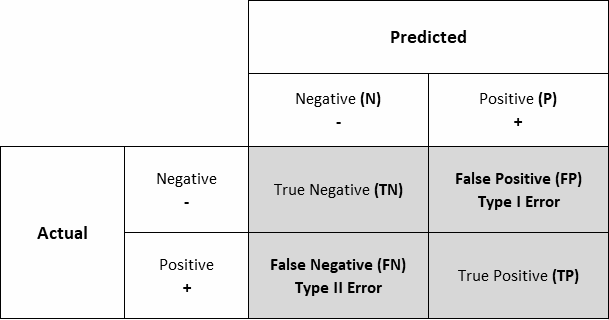 Predicted
Negative (N)
-
Positive (P)
+
Actual
Negative
-
True Negative (TN)
False Positive (FP)
Type I Error
Positive
+
False Negative (FN)
Type II Error
True Positive (TP)